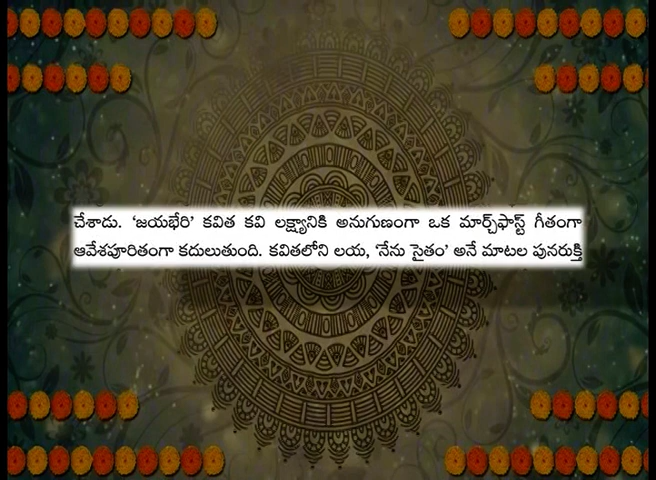 చేశాడు. ‘జయభేరి’ కవిత కవి లక్ష్యానికి అనుగుణంగా ఒక మార్చ్‌ఫాస్ట్ గీతంగా
ఆవేశపూరితంగా కదులుతుంది. కవితలోని లయ, ‘నేను సైతం’ అనే మాటల పునరుక్తి